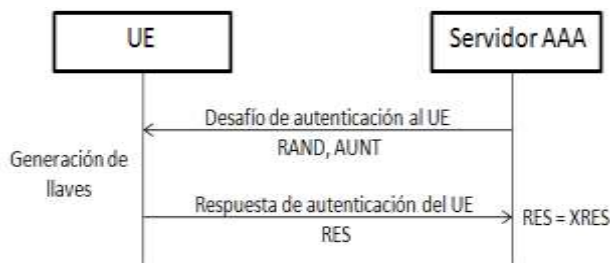 UE
Servidor AAA
Desafío de autenticación al UE
RAND, AUNT
Generación de
llaves
Respuesta de autenticación del UE
RES
RES = XRES